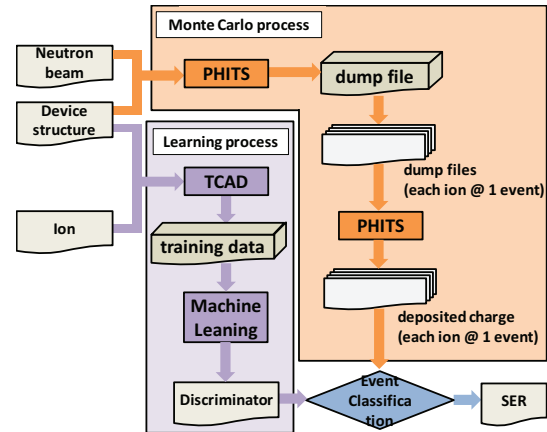 Monte Carlo process
Neutron
beam
PHITS
dump file
Device
structure
Learning process
TCAD
dump files
(each ion @ 1 event)
Ion
PHITS
training data
Machine
Leaning
deposited charge
(each ion @ 1 event)
Discriminator
Event
Classifica
tion
SER